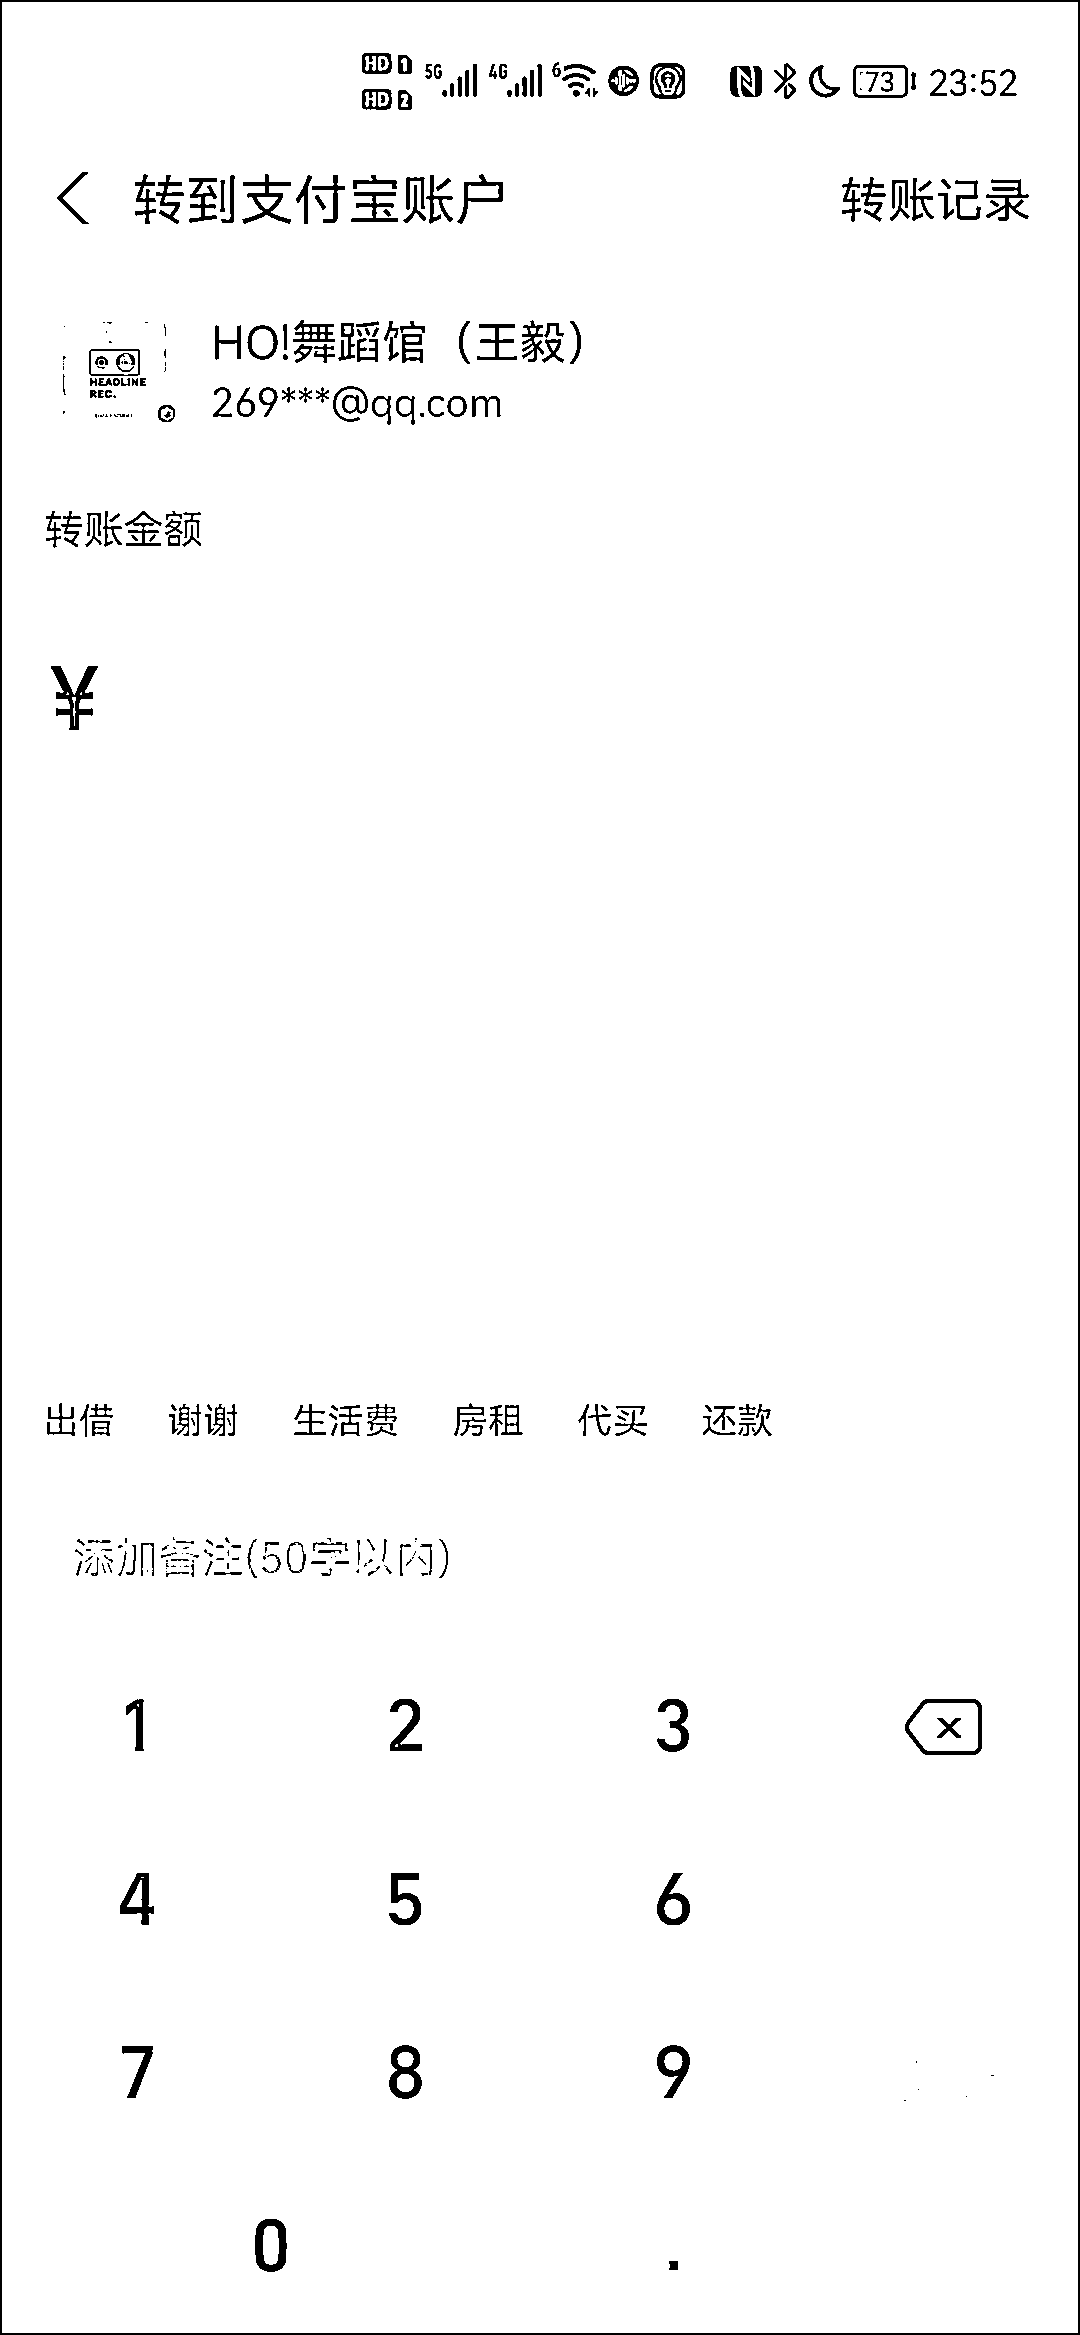 HD 1 5G 4G 6 N 73 23:52
HD 2
转到支付宝账户 转账记录
HO!舞蹈馆（王毅）
269***@qq.com
HEADLINE
REC.
转账金额
¥
出借 谢谢 生活费 房租 代买 还款
添加备注(50字以内)
1 2 3
4 5 6
7 8 9
0 .